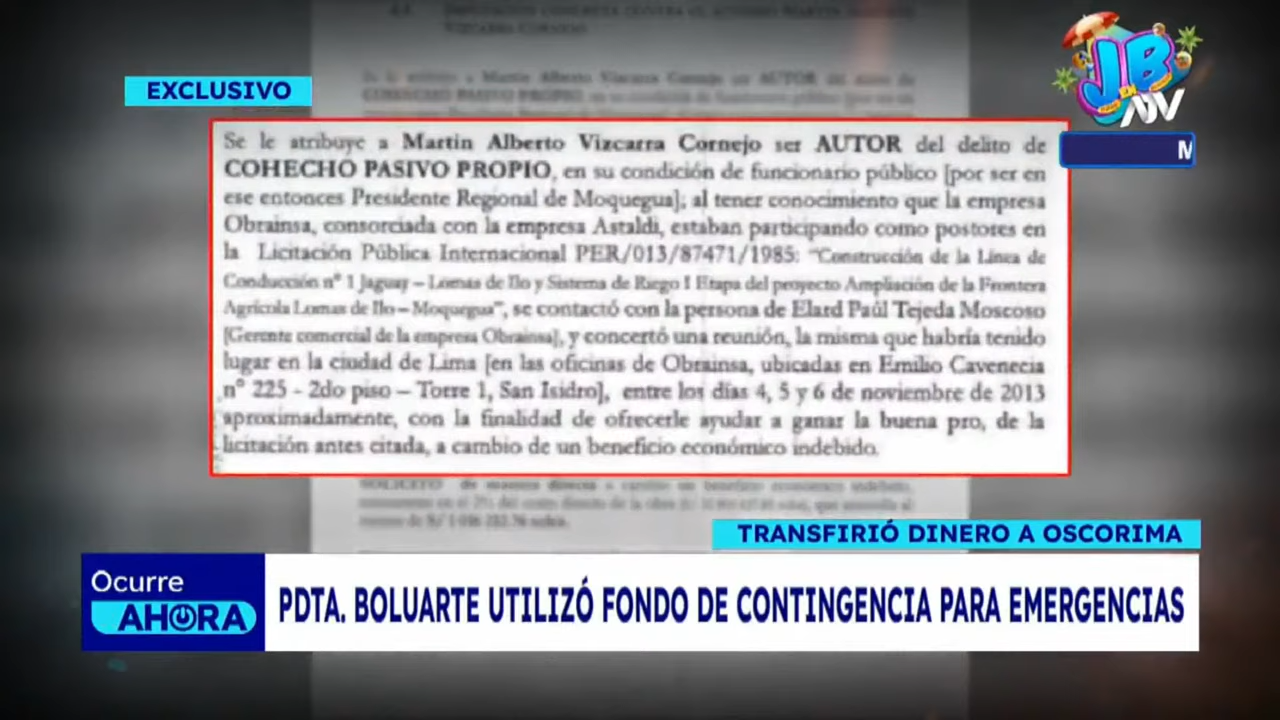 VIZCARRA CORNEJO
EXCLUSIVO
JB
EN
ATV
M
Se le atribuye a Martin Alberto Vizcarra Cornejo ser AUTOR del delito de
COHECHO PASIVO PROPIO, en su condición de funcionario público [por ser en
ese entonces Presidente Regional de Moquegua], al tener conocimiento que la empresa
Obrainsa, consorciada con la empresa Astaldi, estaban participando como postores en
la Licitación Pública Internacional PER/013/87471/1985: "Construcción de la Línea de
Conducción n° 1 Jaguay – Lomas de Ilo y Sistema de Riego I Etapa del proyecto Ampliación de la Frontera
Agrícola Lomas de Ilo – Moquegua", se contactó con la persona de Elard Paúl Tejeda Moscoso
[Gerente comercial de la empresa Obrainsa], y concertó una reunión, la misma que habría tenido
lugar en la ciudad de Lima [en las oficinas de Obrainsa, ubicadas en Emilio Cavenecia
n° 225 - 2do piso – Torre 1, San Isidro], entre los días 4, 5 y 6 de noviembre de 2013
aproximadamente, con la finalidad de ofrecerle ayudar a ganar la buena pro, de la
licitación antes citada, a cambio de un beneficio económico indebido.
TRANSFIRIÓ DINERO A OSCORIMA
Ocurre
AHORA
PDTA. BOLUARTE UTILIZÓ FONDO DE CONTINGENCIA PARA EMERGENCIAS